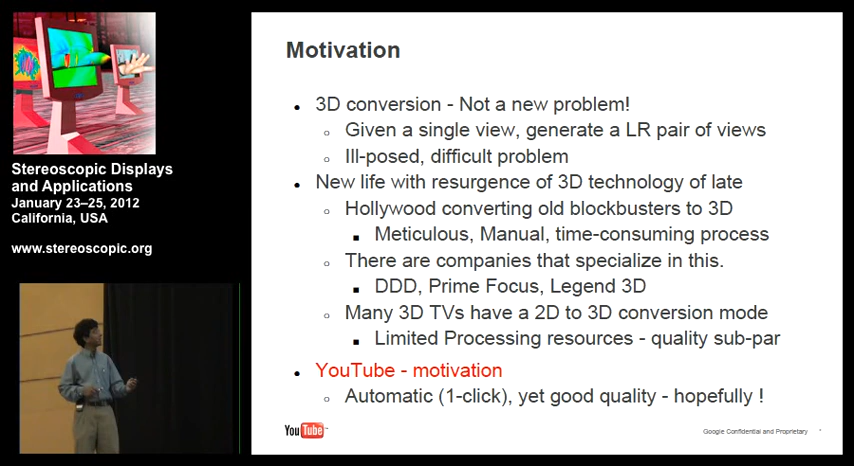 Stereoscopic Displays
and Applications
January 23–25, 2012
California, USA
www.stereoscopic.org
Motivation
● 3D conversion - Not a new problem!
○ Given a single view, generate a LR pair of views
○ Ill-posed, difficult problem
● New life with resurgence of 3D technology of late
○ Hollywood converting old blockbusters to 3D
■ Meticulous, Manual, time-consuming process
○ There are companies that specialize in this.
■ DDD, Prime Focus, Legend 3D
○ Many 3D TVs have a 2D to 3D conversion mode
■ Limited Processing resources - quality sub-par
● YouTube - motivation
○ Automatic (1-click), yet good quality - hopefully !
YouTube
Google Confidential and Proprietary